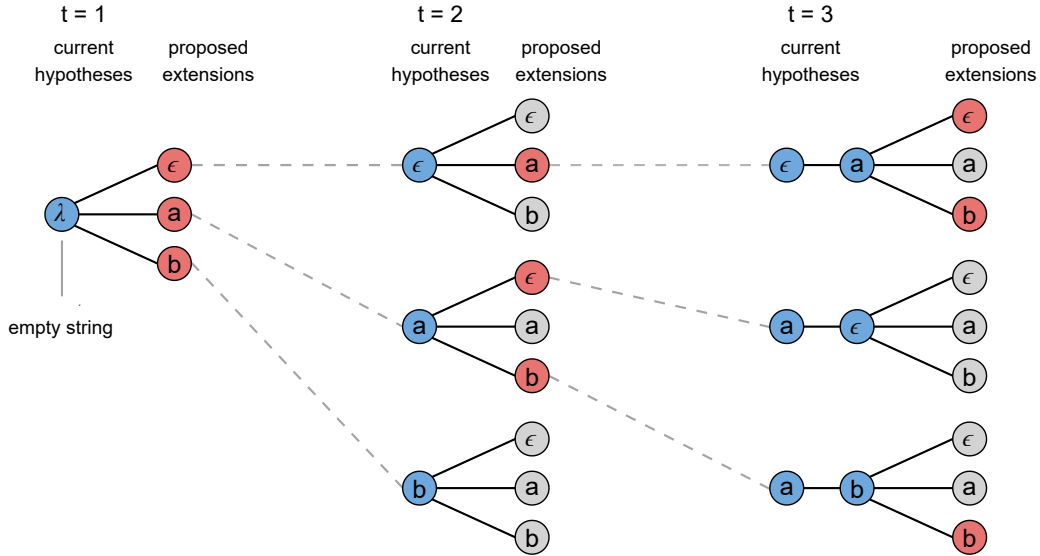 t = 1
t = 2
t = 3
current hypotheses
proposed extensions
current hypotheses
proposed extensions
current hypotheses
proposed extensions
λ
ϵ
a
b
empty string
ϵ
ϵ
a
b
a
ϵ
a
b
b
ϵ
a
b
ϵ
a
ϵ
a
b
a
ϵ
ϵ
a
b
a
b
ϵ
a
b